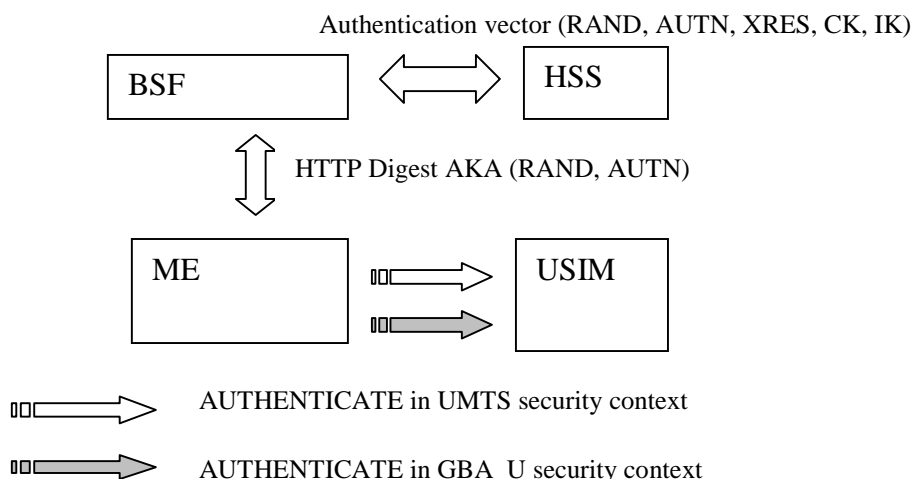 Authentication vector (RAND, AUTN, XRES, CK, IK)
BSF
HSS
HTTP Digest AKA (RAND, AUTN)
ME
USIM
AUTHENTICATE in UMTS security context
AUTHENTICATE in GBA_U security context